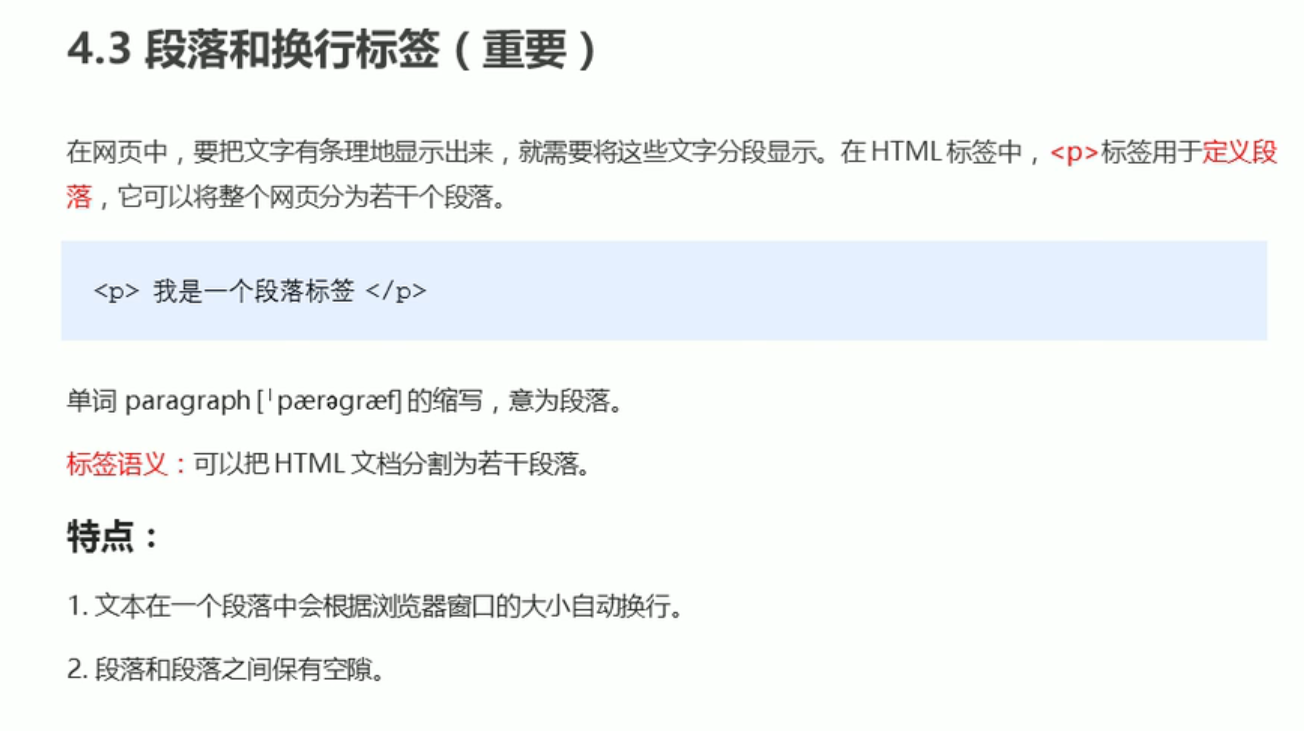 4.3 段落和换行标签（重要）
在网页中，要把文字有条理地显示出来，就需要将这些文字分段显示。在 HTML 标签中，<p>标签用于定义段
落，它可以将整个网页分为若干个段落。
<p> 我是一个段落标签 </p>
单词 paragraph [ˈpærəgræf] 的缩写，意为段落。
标签语义：可以把 HTML 文档分割为若干段落。
特点：
1. 文本在一个段落中会根据浏览器窗口的大小自动换行。
2. 段落和段落之间保有空隙。